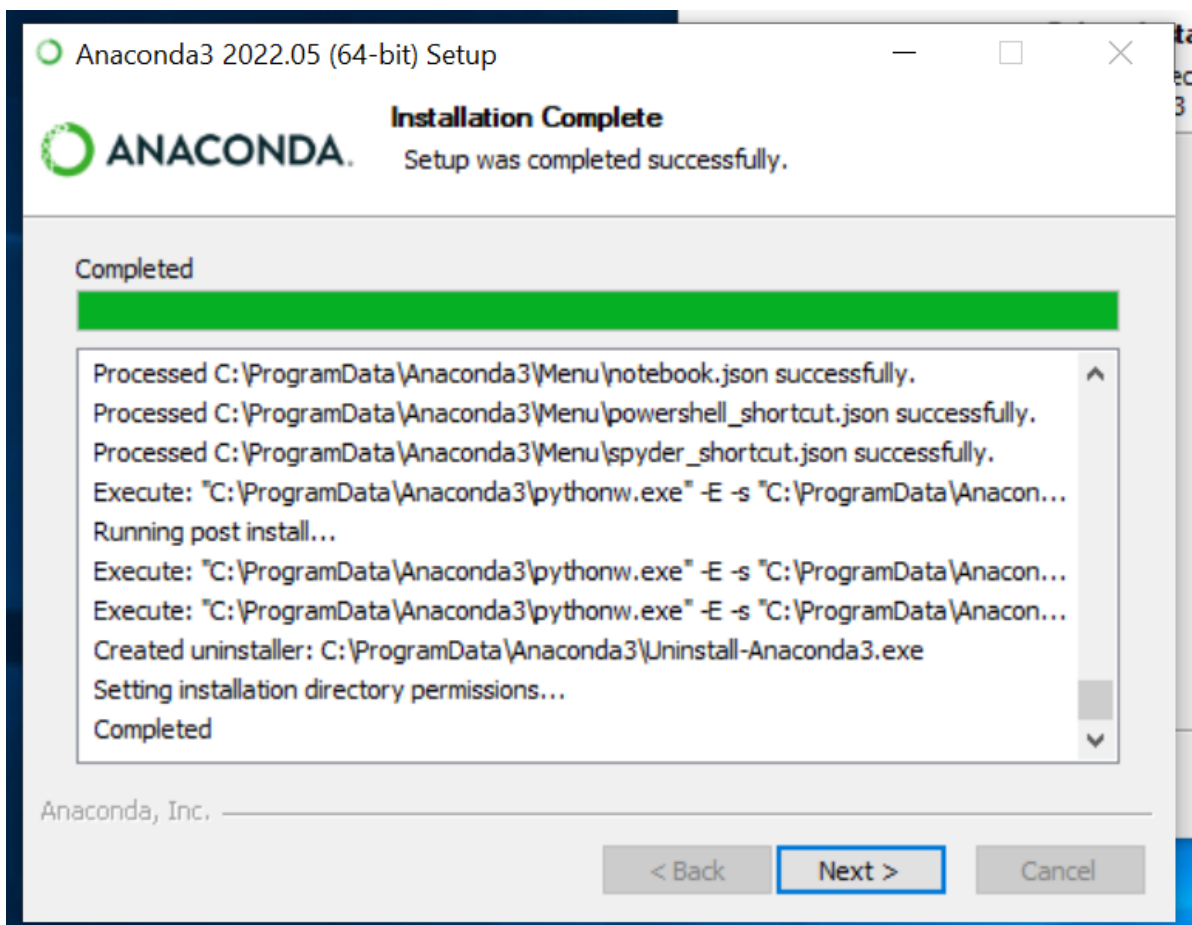 Anaconda3 2022.05 (64-bit) Setup
ANACONDA.
Installation Complete
Setup was completed successfully.
Completed
Processed C:\ProgramData\Anaconda3\Menu\notebook.json successfully.
Processed C:\ProgramData\Anaconda3\Menu\powershell_shortcut.json successfully.
Processed C:\ProgramData\Anaconda3\Menu\spyder_shortcut.json successfully.
Execute: "C:\ProgramData\Anaconda3\pythonw.exe" -E -s "C:\ProgramData\Anacon...
Running post install...
Execute: "C:\ProgramData\Anaconda3\pythonw.exe" -E -s "C:\ProgramData\Anacon...
Execute: "C:\ProgramData\Anaconda3\pythonw.exe" -E -s "C:\ProgramData\Anacon...
Created uninstaller: C:\ProgramData\Anaconda3\Uninstall-Anaconda3.exe
Setting installation directory permissions...
Completed
Anaconda, Inc.
< Back
Next >
Cancel